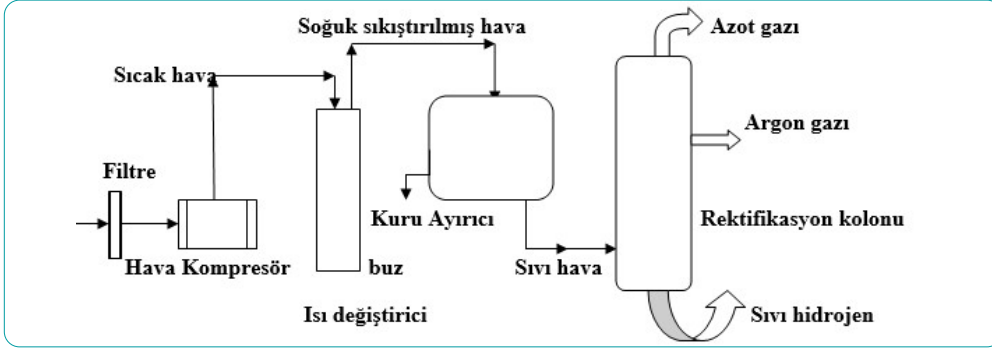 Soğuk sıkıştırılmış hava
Azot gazı
Sıcak hava
Argon gazı
Filtre
Kuru Ayırıcı
Rektifikasyon kolonu
Hava Kompresör
buz
Sıvı hava
Isı değiştirici
Sıvı hidrojen